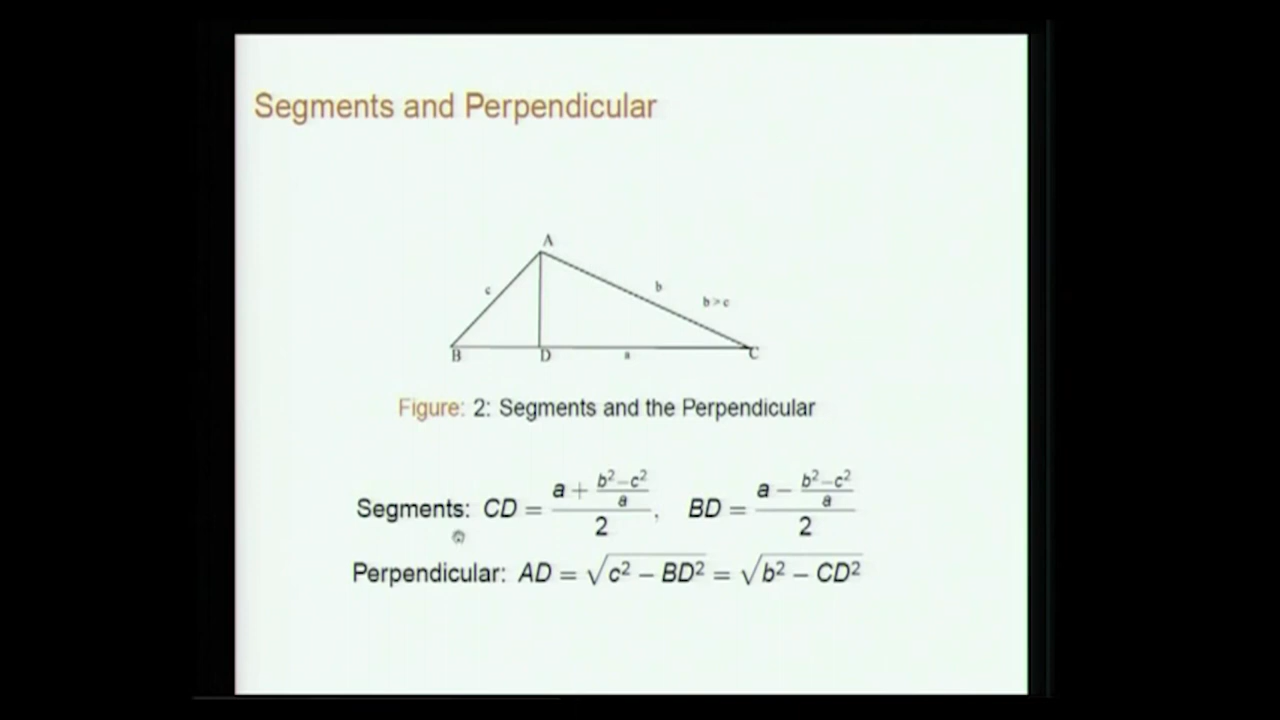 Segments and Perpendicular
A
c
b
b > c
B
D
a
C
Figure: 2: Segments and the Perpendicular
Segments: CD = (a + (b² − c²)/a)/2, BD = (a − (b² − c²)/a)/2
Perpendicular: AD = √(c² − BD²) = √(b² − CD²)